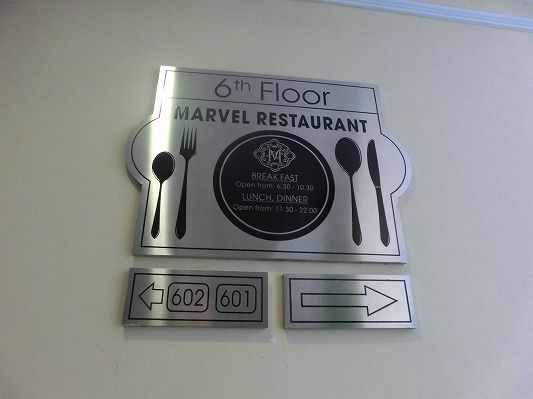 6th Floor
MARVEL RESTAURANT
M
BREAK FAST
Open from: 6.30 - 10.30
LUNCH, DINNER
Open from: 11.30 - 22.00
602 601